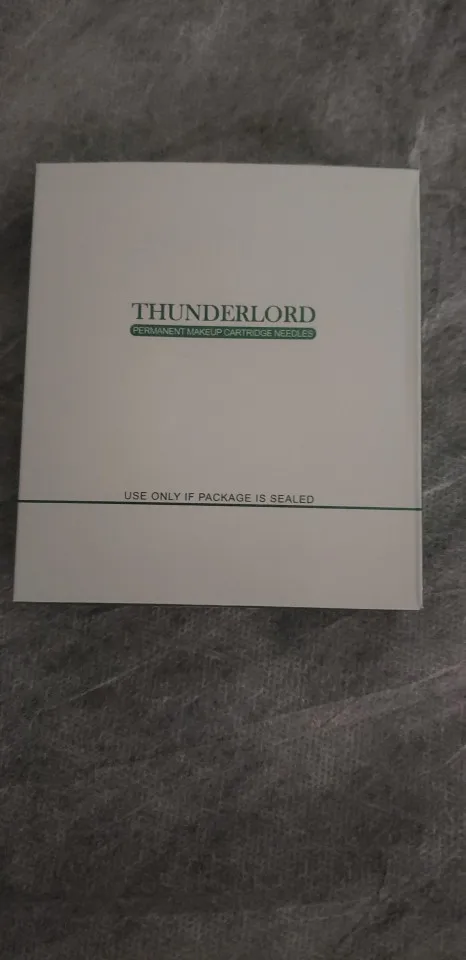 THUNDERLORD
PERMANENT MAKEUP CARTRIDGE NEEDLES
USE ONLY IF PACKAGE IS SEALED